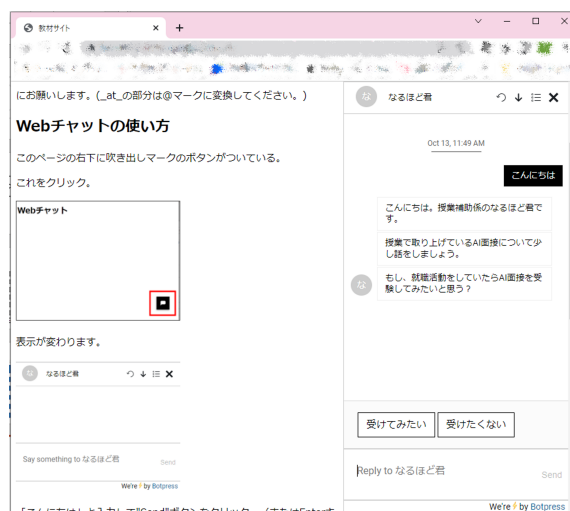 教材サイト
にお願いします。(_at_の部分は@マークに変換してください。)
Webチャットの使い方
このページの右下に吹き出しマークのボタンがついている。
これをクリック。
Webチャット
表示が変わります。
な なるほど君
Say something to なるほど君
Send
We're by Botpress
な なるほど君
Oct 13, 11:49 AM
こんにちは
こんにちは。授業補助係のなるほど君で
す。
授業で取り上げているAI面接について少
し話をしましょう。
な
もし、就職活動をしていたらAI面接を受
験してみたいと思う？
受けてみたい 受けたくない
Reply to なるほど君
Send
We're by Botpress